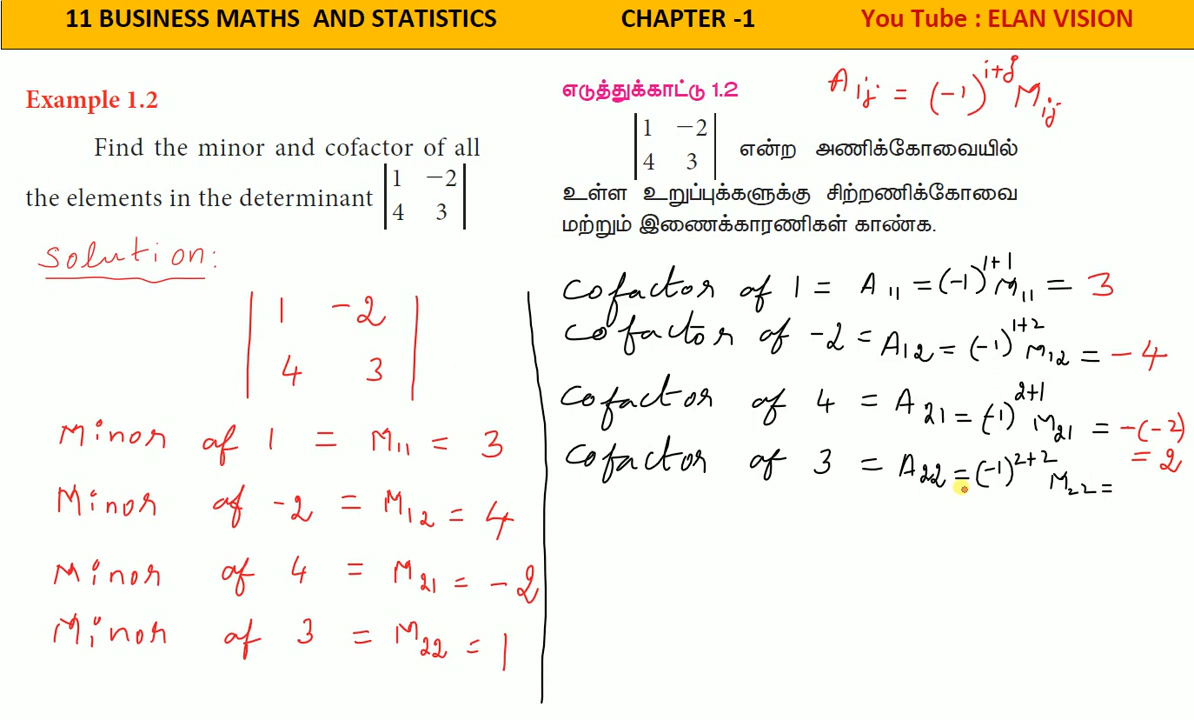 11 BUSINESS MATHS AND STATISTICS CHAPTER -1 You Tube : ELAN VISION
Example 1.2
Find the minor and cofactor of all
the elements in the determinant |1 −2|
|4 3|
Solution:
|1 -2|
|4 3|
Minor of 1 = M₁₁ = 3
Minor of -2 = M₁₂ = 4
Minor of 4 = M₂₁ = -2
Minor of 3 = M₂₂ = 1
எடுத்துக்காட்டு 1.2
A_ij = (-1)^{i+j} M_ij
|1 −2|
|4 3| என்ற அணிக்கோவையில்
உள்ள உறுப்புக்களுக்கு சிற்றணிக்கோவை
மற்றும் இணைக்காரணிகள் காண்க.
cofactor of 1 = A₁₁ = (-1)^{1+1} M₁₁ = 3
cofactor of -2 = A₁₂ = (-1)^{1+2} M₁₂ = -4
cofactor of 4 = A₂₁ = (-1)^{2+1} M₂₁ = -(-2)
= 2
cofactor of 3 = A₂₂ = (-1)^{2+2} M₂₂ =